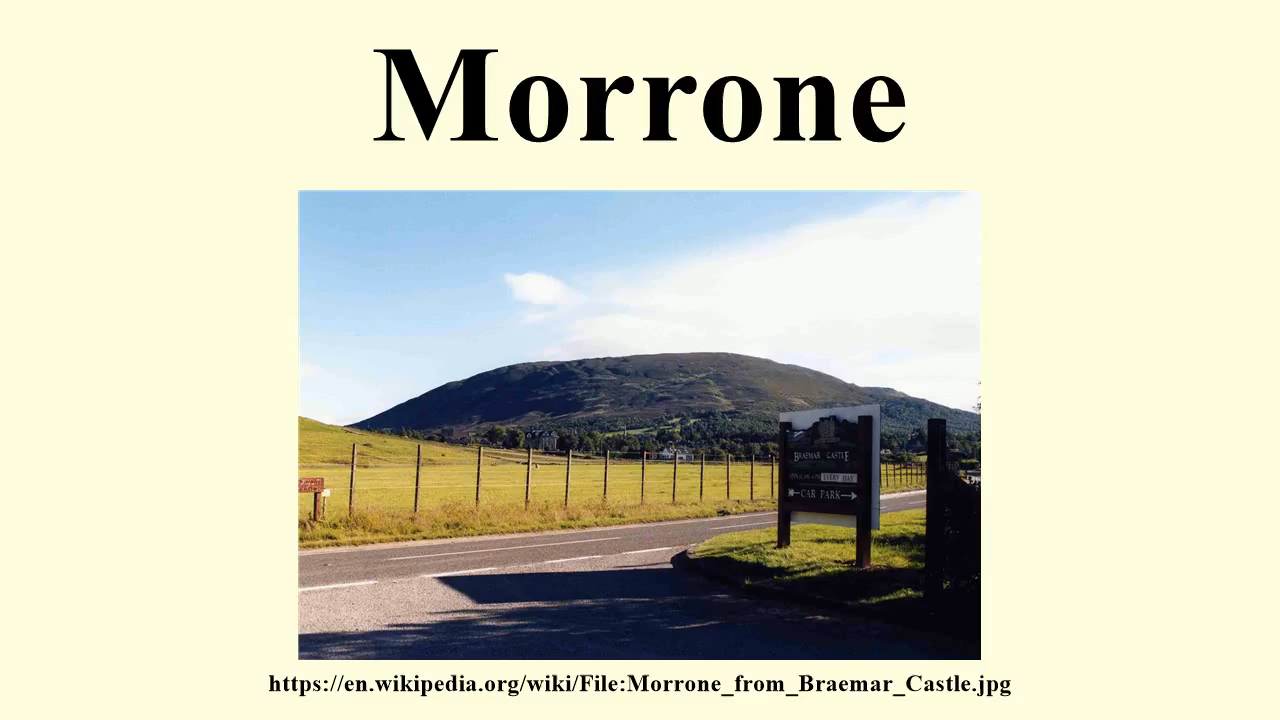 Morrone
BRAEMAR CASTLE
EVERY DAY
CAR PARK
https://en.wikipedia.org/wiki/File:Morrone_from_Braemar_Castle.jpg